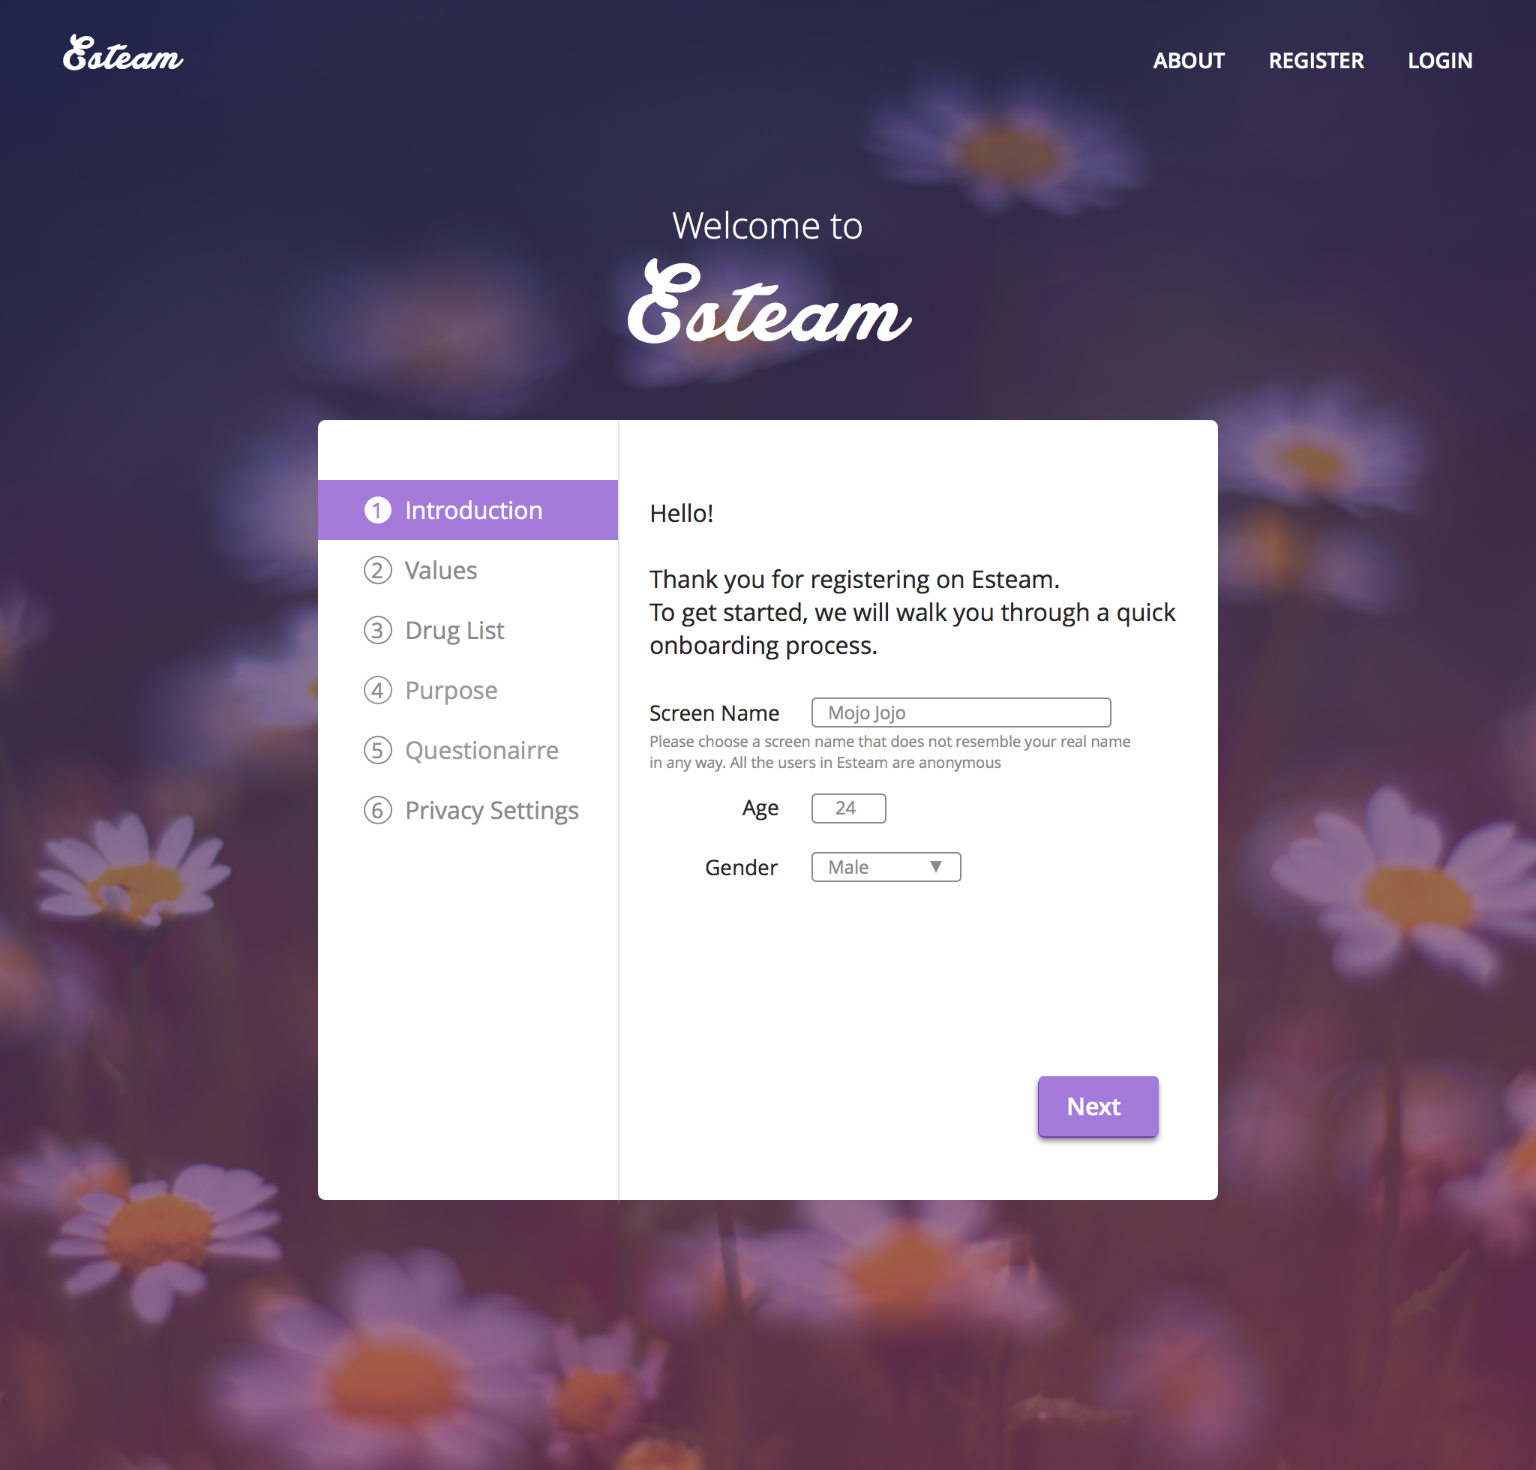 Esteam
ABOUT REGISTER LOGIN
Welcome to
Esteam
1 Introduction
2 Values
3 Drug List
4 Purpose
5 Questionairre
6 Privacy Settings
Hello!
Thank you for registering on Esteam.
To get started, we will walk you through a quick
onboarding process.
Screen Name Mojo Jojo
Please choose a screen name that does not resemble your real name
in any way. All the users in Esteam are anonymous
Age 24
Gender Male ▼
Next